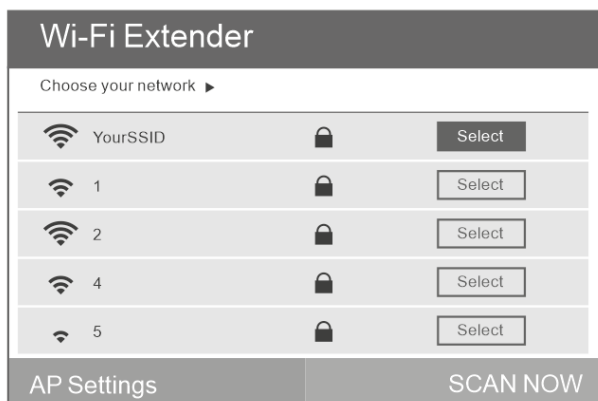 Wi-Fi Extender
Choose your network ▶
YourSSID Select
1 Select
2 Select
4 Select
5 Select
AP Settings SCAN NOW